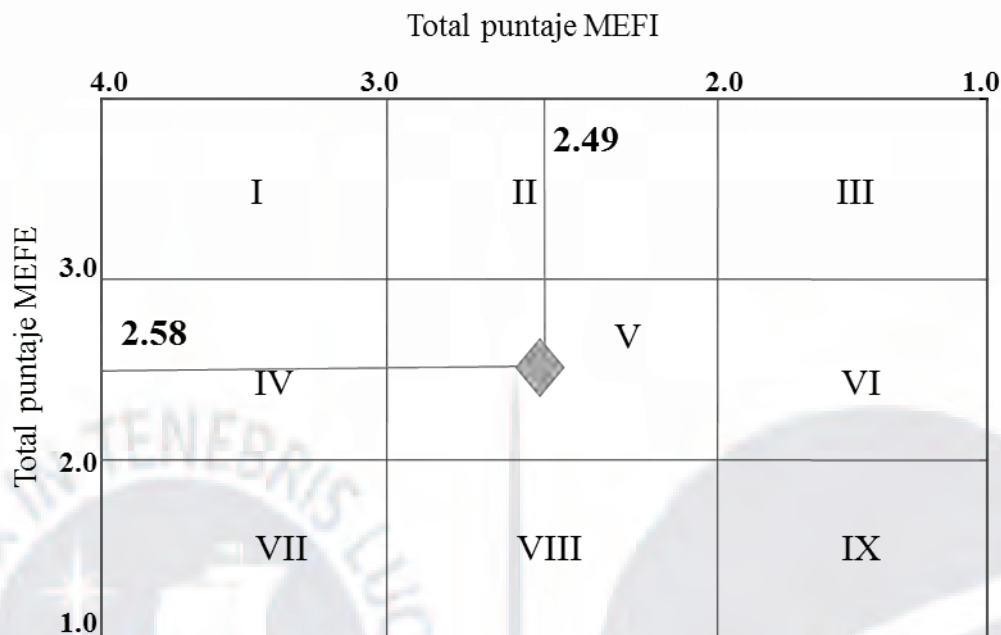 Total puntaje MEFI
4.0 3.0 2.0 1.0
2.49
I II III
Total puntaje MEFE
3.0
2.58
V
IV VI
2.0
TENEBRIS
VII VIII IX
1.0